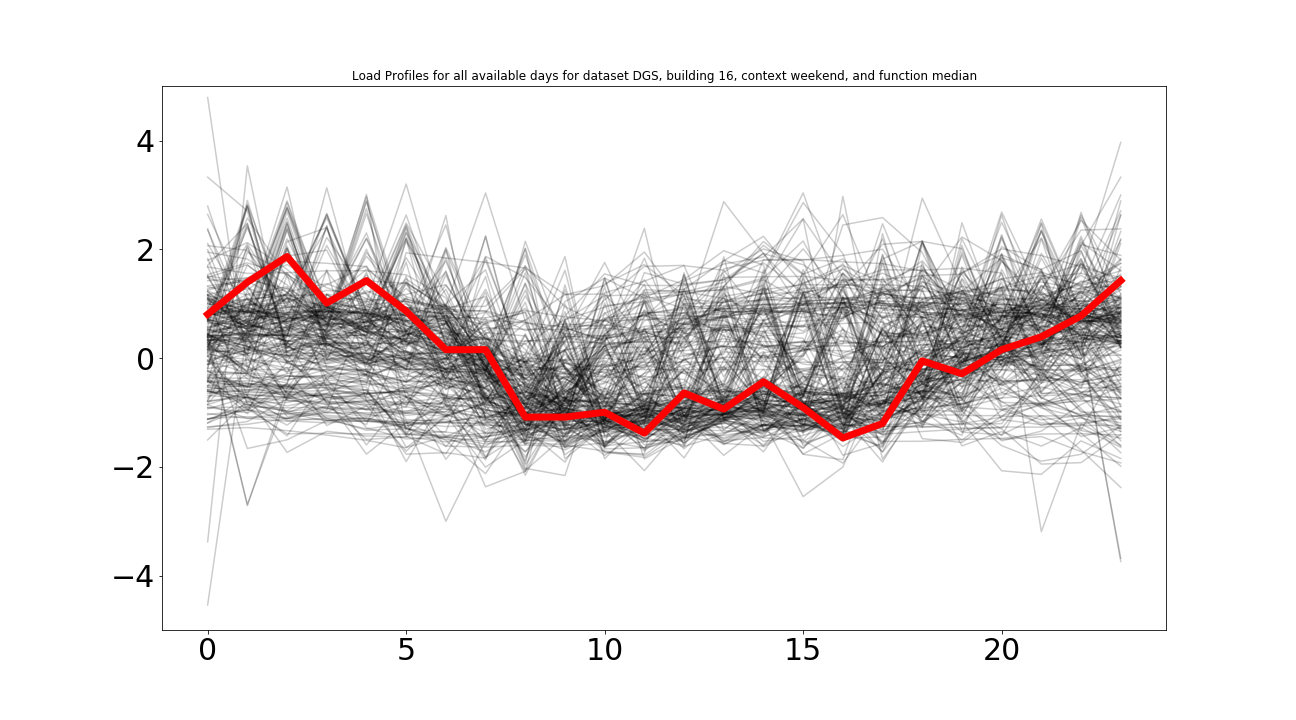 Load Profiles for all available days for dataset DGS, building 16, context weekend, and function median
4
2
0
−2
−4
0 5 10 15 20